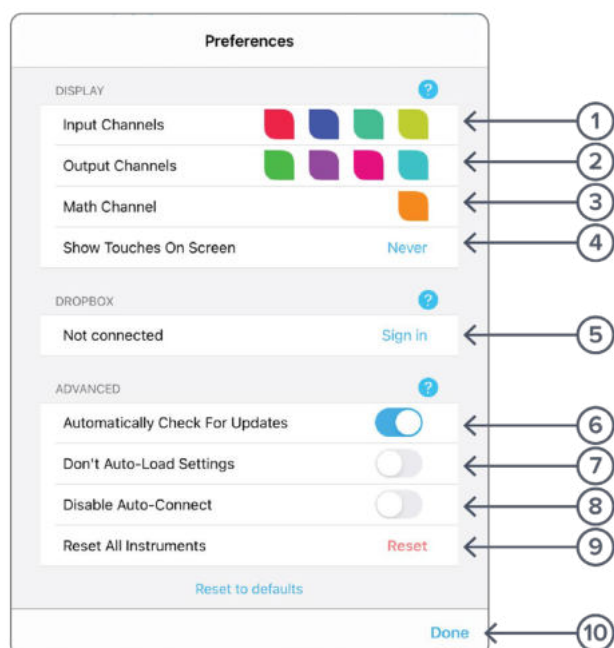 Preferences
DISPLAY ?
Input Channels 1
Output Channels 2
Math Channel 3
Show Touches On Screen Never 4
DROPBOX ?
Not connected Sign in 5
ADVANCED ?
Automatically Check For Updates 6
Don't Auto-Load Settings 7
Disable Auto-Connect 8
Reset All Instruments Reset 9
Reset to defaults
Done 10